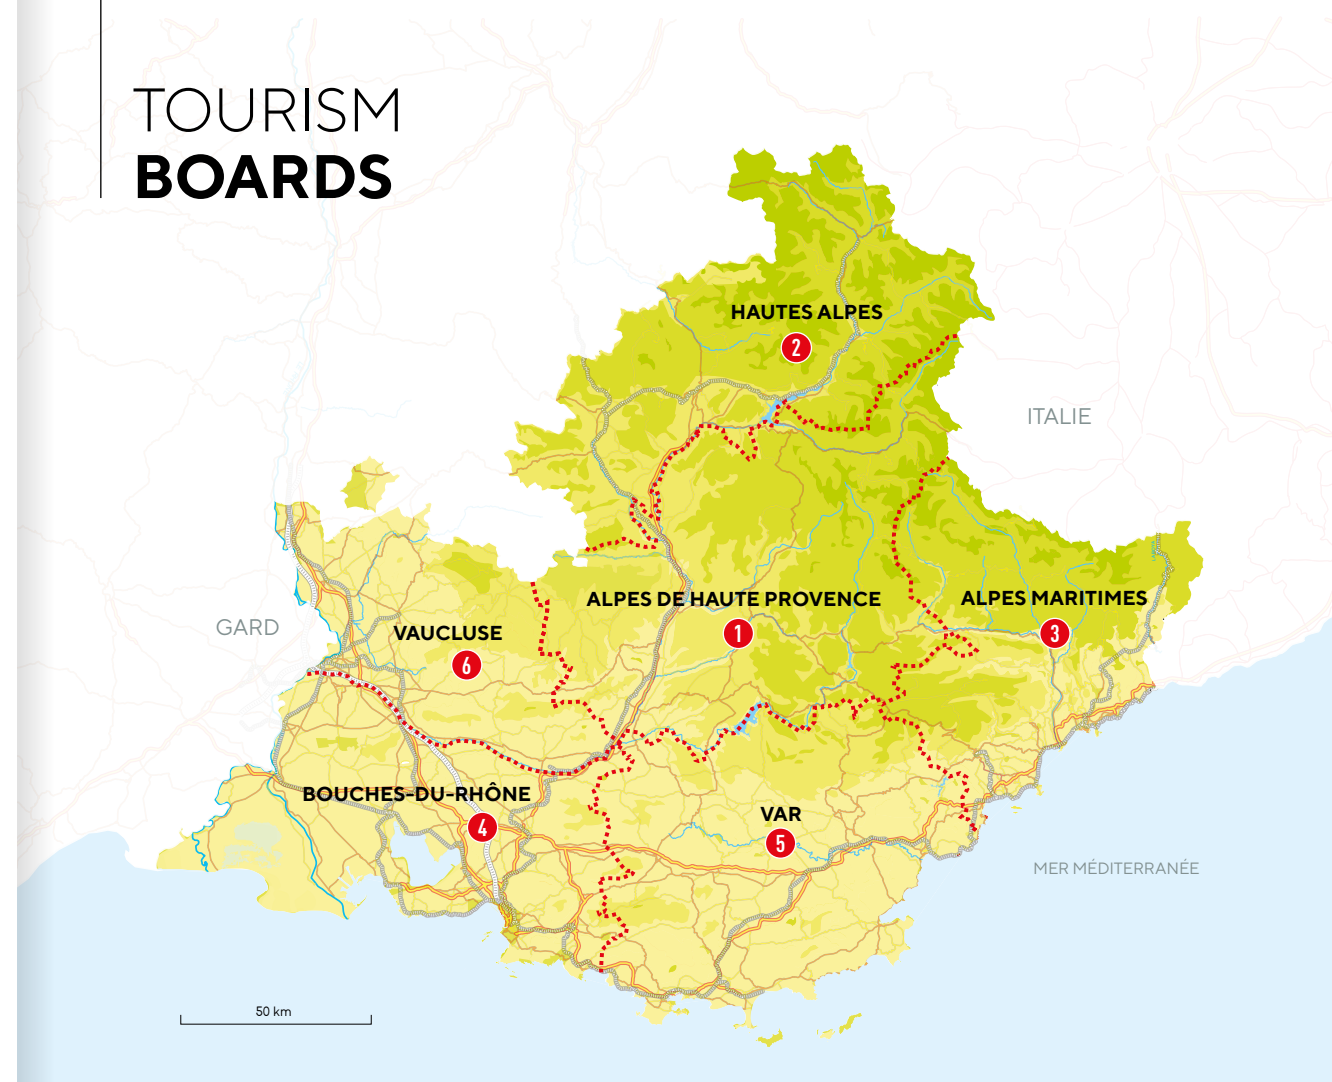 TOURISM
BOARDS
HAUTES ALPES
2
ITALIE
ALPES DE HAUTE PROVENCE
1
ALPES MARITIMES
3
GARD
VAUCLUSE
6
BOUCHES-DU-RHÔNE
4
VAR
5
MER MÉDITERRANÉE
50 km